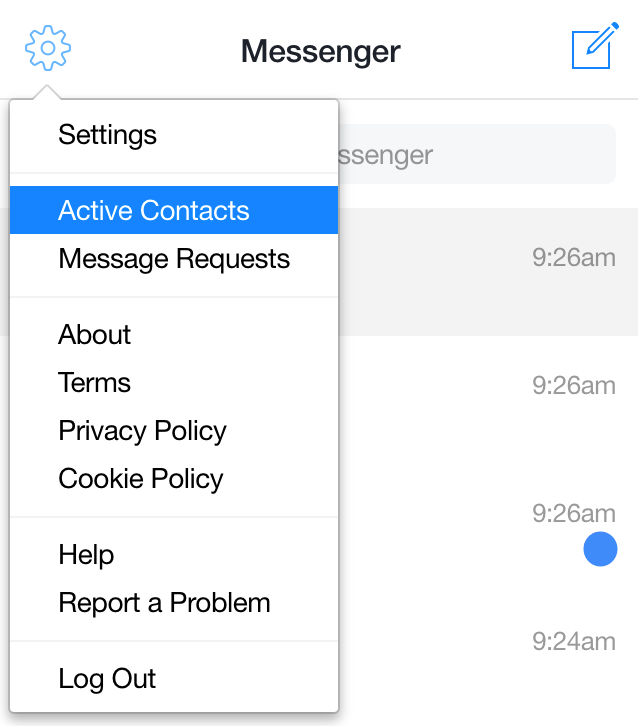 Messenger
Settings
ssenger
Active Contacts
Message Requests
9:26am
About
Terms
9:26am
Privacy Policy
Cookie Policy
9:26am
Help
Report a Problem
9:24am
Log Out